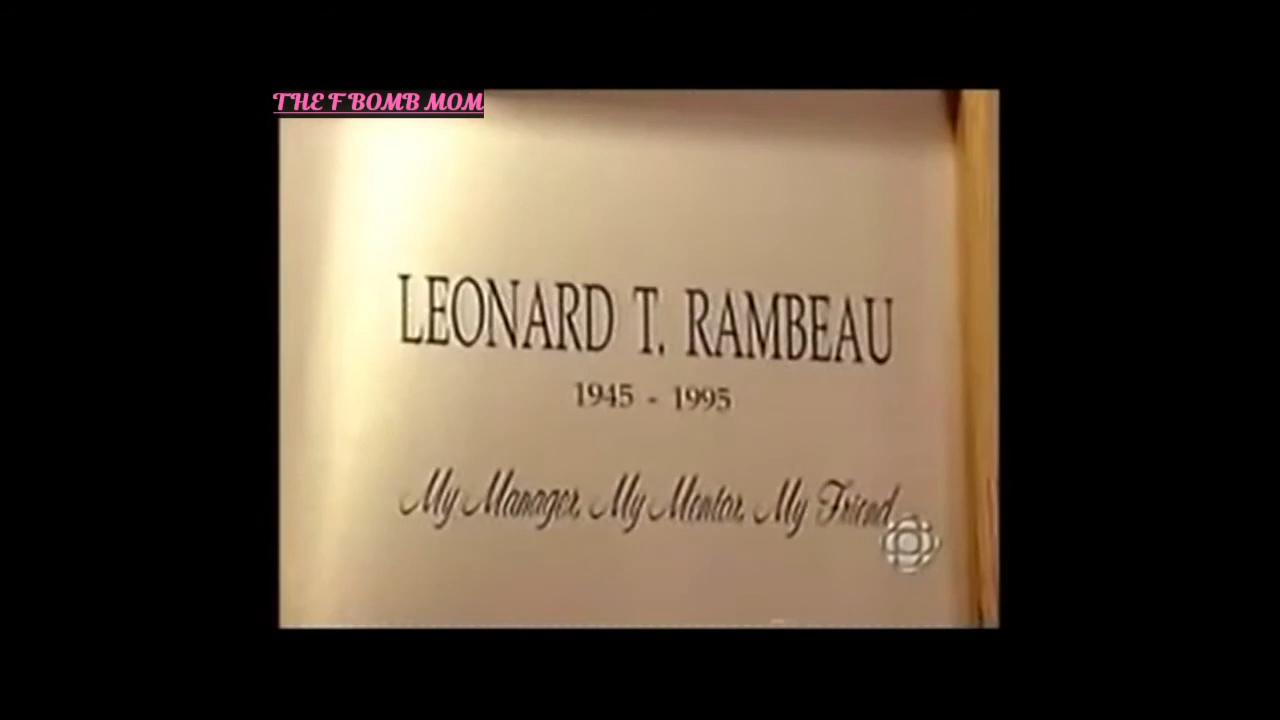 THE F BOMB MOM
LEONARD T. RAMBEAU
1945 - 1995
My Manager, My Mentor, My Friend